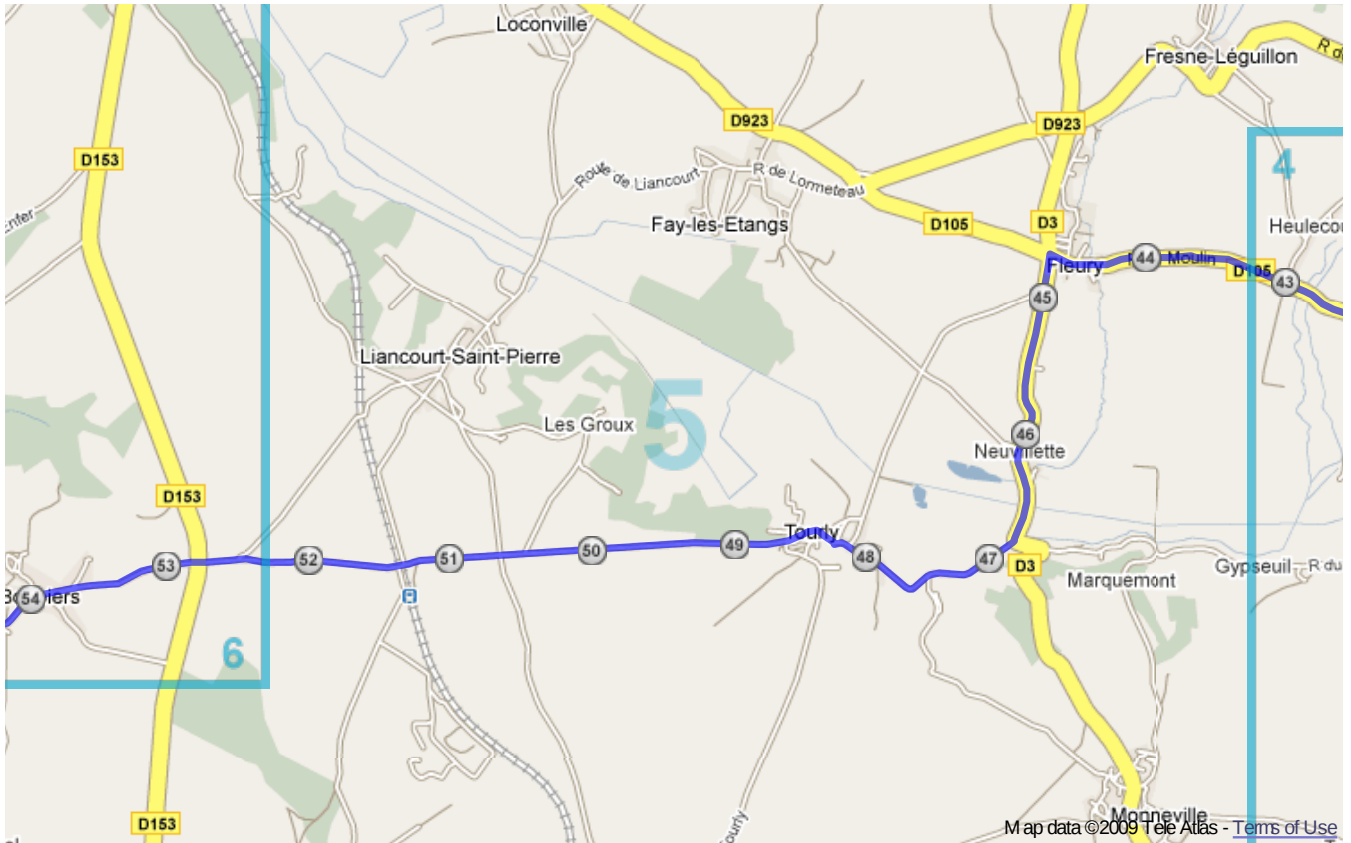 Loconville
Fresne-Léguillon
R du
D923
D923
D153
4
Route de Liancourt
R de Lormeteau
Enfer
Fay-les-Etangs
D105
D3
Heulecou
Fleury
44
Moulin
D105
43
45
Liancourt-Saint-Pierre
5
Les Groux
46
Neuvillette
D153
Tourly
49
48
50
51
52
53
47
D3
Marquemont
Gypseuil
R du
54
6
Tourly
D153
Monneville
Map data ©2009 Tele Atlas - Terms of Use